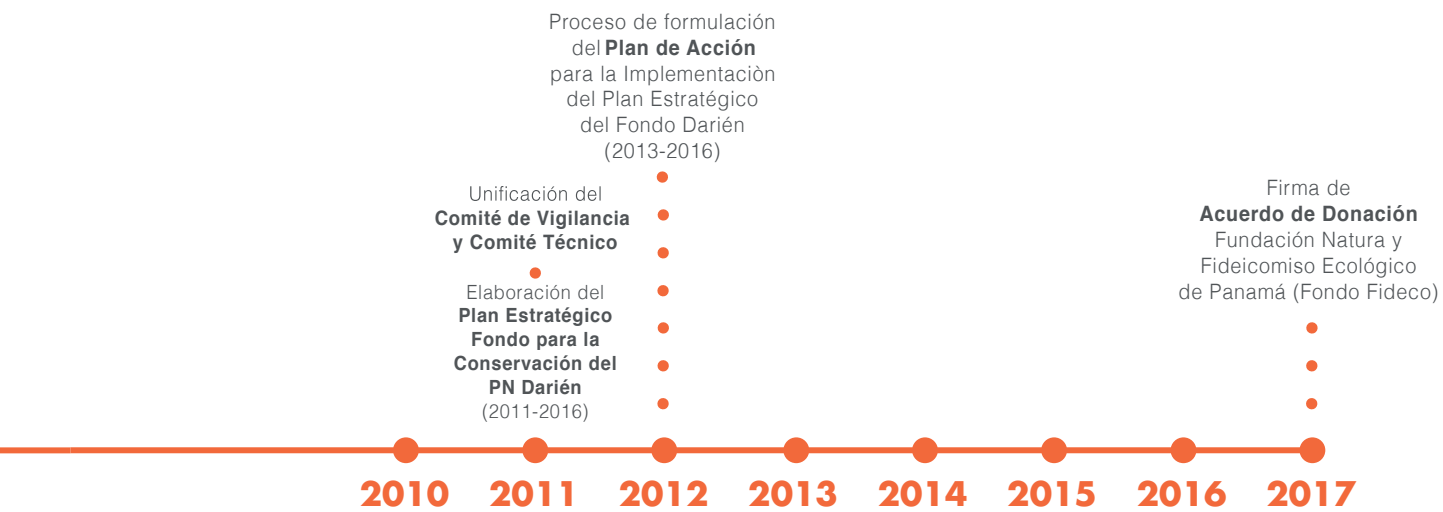 Proceso de formulación
del Plan de Acción
para la Implementaciòn
del Plan Estratégico
del Fondo Darién
(2013-2016)
Unificación del
Comité de Vigilancia
y Comité Técnico
Elaboración del
Plan Estratégico
Fondo para la
Conservación del
PN Darién
(2011-2016)
Firma de
Acuerdo de Donación
Fundación Natura y
Fideicomiso Ecológico
de Panamá (Fondo Fideco)
2010 2011 2012 2013 2014 2015 2016 2017